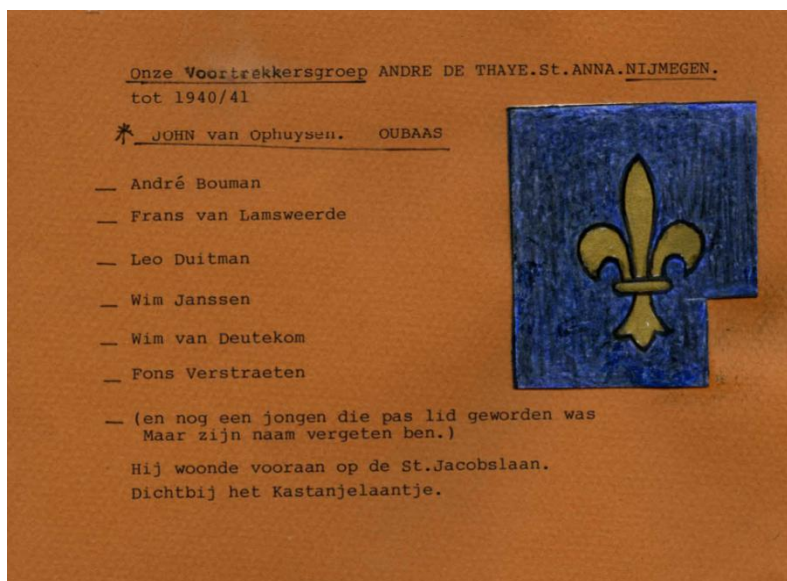 Onze Voortrekkersgroep ANDRE DE THAYE.St.ANNA.NIJMEGEN.
tot 1940/41
* JOHN van Ophuysen. OUBAAS
— André Bouman
— Frans van Lamsweerde
— Leo Duitman
— Wim Janssen
— Wim van Deutekom
— Fons Verstraeten
— (en nog een jongen die pas lid geworden was
Maar zijn naam vergeten ben.)
Hij woonde vooraan op de St.Jacobslaan.
Dichtbij het Kastanjelaantje.